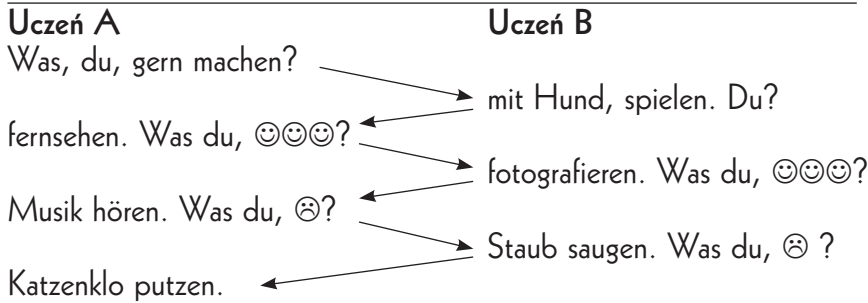 Uczeń A
Uczeń B
Was, du, gern machen?
mit Hund, spielen. Du?
fernsehen. Was du, ☺☺☺?
fotografieren. Was du, ☺☺☺?
Musik hören. Was du, ☹?
Staub saugen. Was du, ☹ ?
Katzenklo putzen.